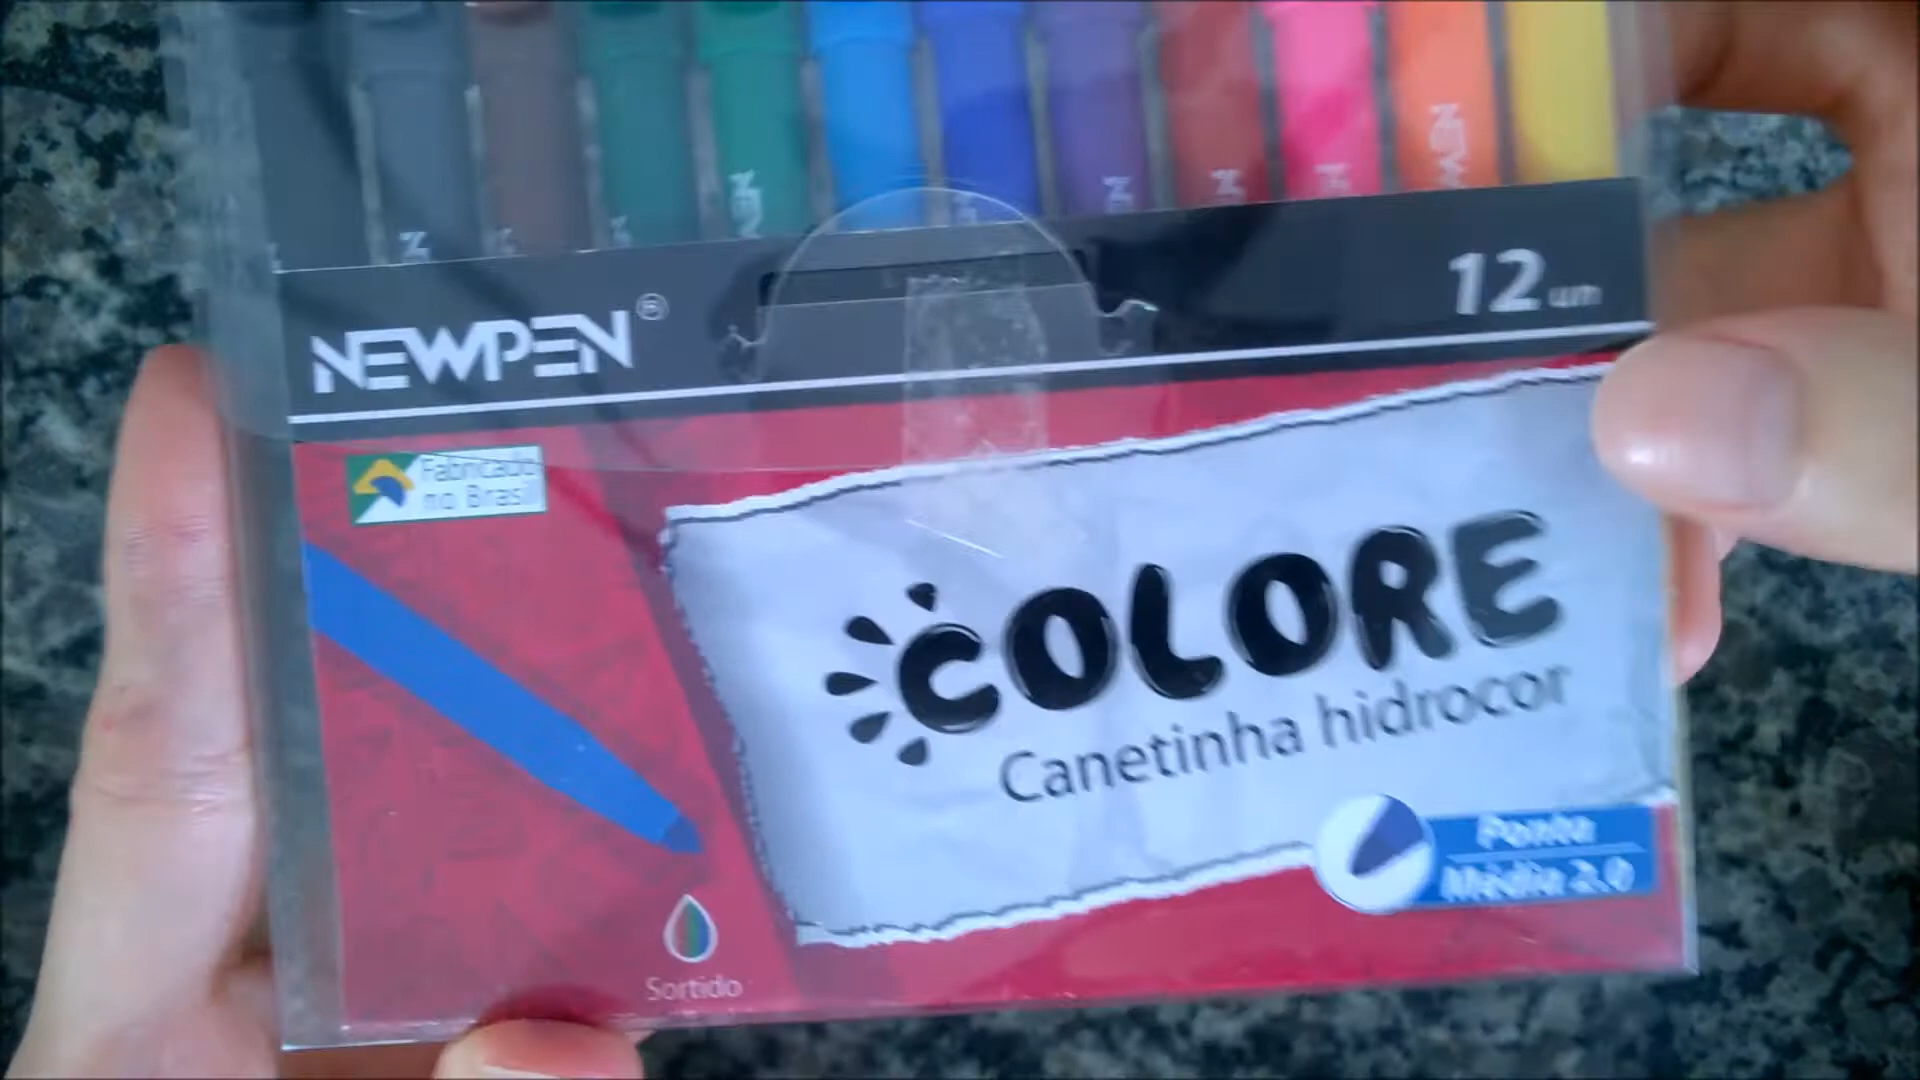 NEWPEN®
12 un
Fabricado
no Brasil
COLORE
Canetinha hidrocor
Ponta
Média 2.0
Sortido